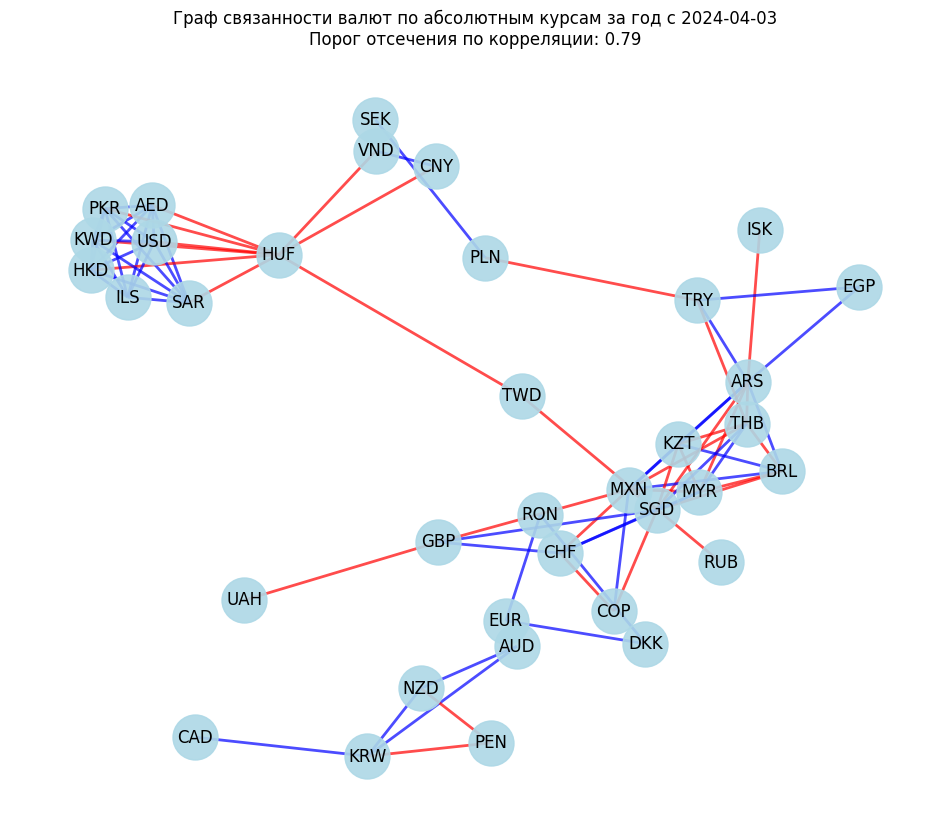 Граф связанности валют по абсолютным курсам за год с 2024-04-03
Порог отсечения по корреляции: 0.79
SEK
VND
CNY
PKR
AED
ISK
KWD
USD
HUF
PLN
HKD
ILS
SAR
TRY
EGP
ARS
TWD
THB
KZT
BRL
MXN
MYR
SGD
RON
GBP
CHF
RUB
UAH
COP
EUR
AUD
DKK
NZD
CAD
PEN
KRW